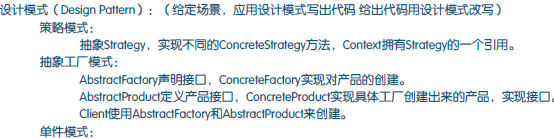 设计模式（Design Pattern）：（给定场景，应用设计模式写出代码 给出代码用设计模式改写）
策略模式：
抽象Strategy，实现不同的ConcreteStrategy方法，Context拥有Strategy的一个引用。
抽象工厂模式：
AbstractFactory声明接口，ConcreteFactory实现对产品的创建。
AbstractProduct定义产品接口，ConcreteProduct实现具体工厂创建出来的产品，实现接口。
Client使用AbstractFactory和AbstractProduct来创建。
单件模式：